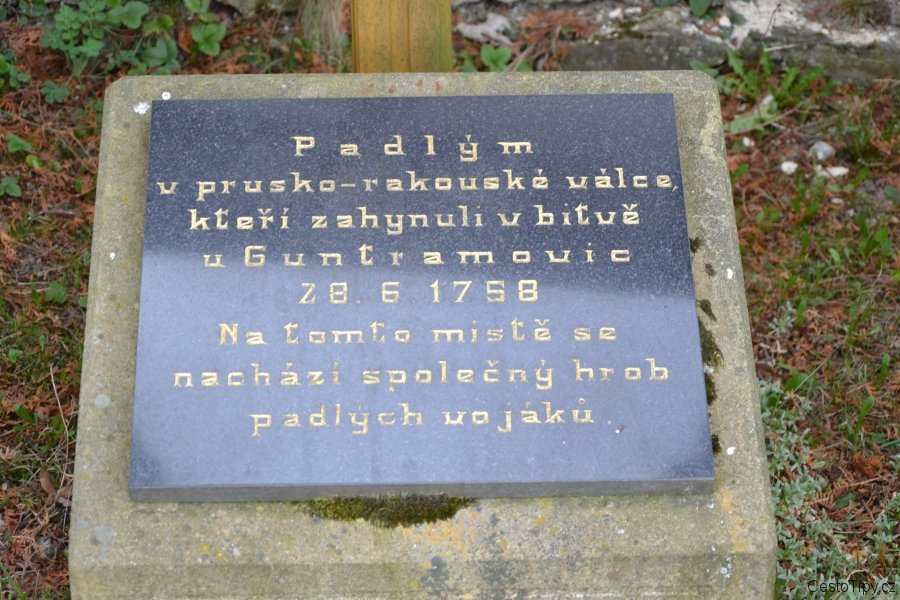 Padlým
v prusko-rakouské válce,
kteří zahynuli v bitvě
u Guntramovic
28. 6. 1758
Na tomto místě se
nachází společný hrob
padlých vojáků.
CestoTipy.cz